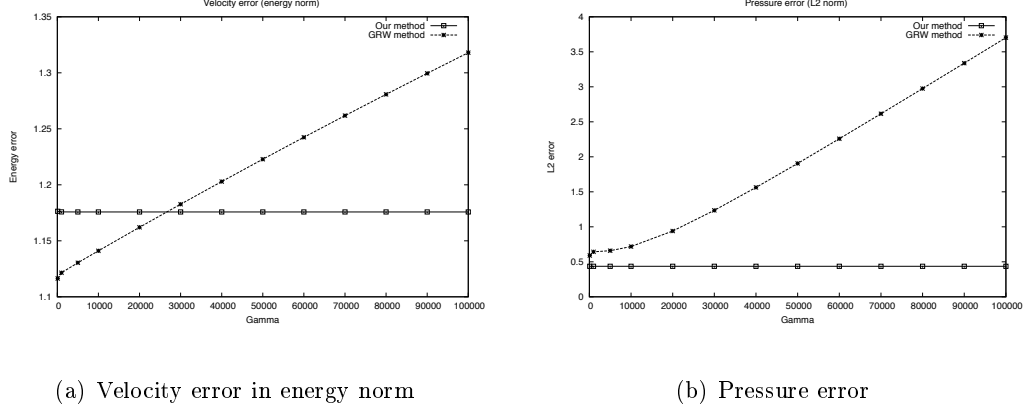 Velocity error (energy norm)
1.35
1.3
1.25
1.2
1.15
1.1
Energy error
Our method
GRW method
0 10000 20000 30000 40000 50000 60000 70000 80000 90000 100000
Gamma
(a) Velocity error in energy norm
Pressure error (L2 norm)
4
3.5
3
2.5
2
1.5
1
0.5
0
L2 error
Our method
GRW method
0 10000 20000 30000 40000 50000 60000 70000 80000 90000 100000
Gamma
(b) Pressure error